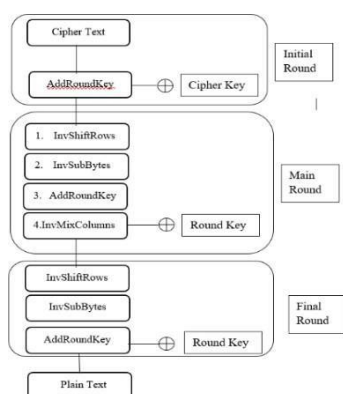 Cipher Text
Initial
Round
AddRoundKey
Cipher Key
1. InvShiftRows
2. InvSubBytes
3. AddRoundKey
4.InvMixColumns
Main
Round
Round Key
InvShiftRows
InvSubBytes
AddRoundKey
Final
Round
Round Key
Plain Text